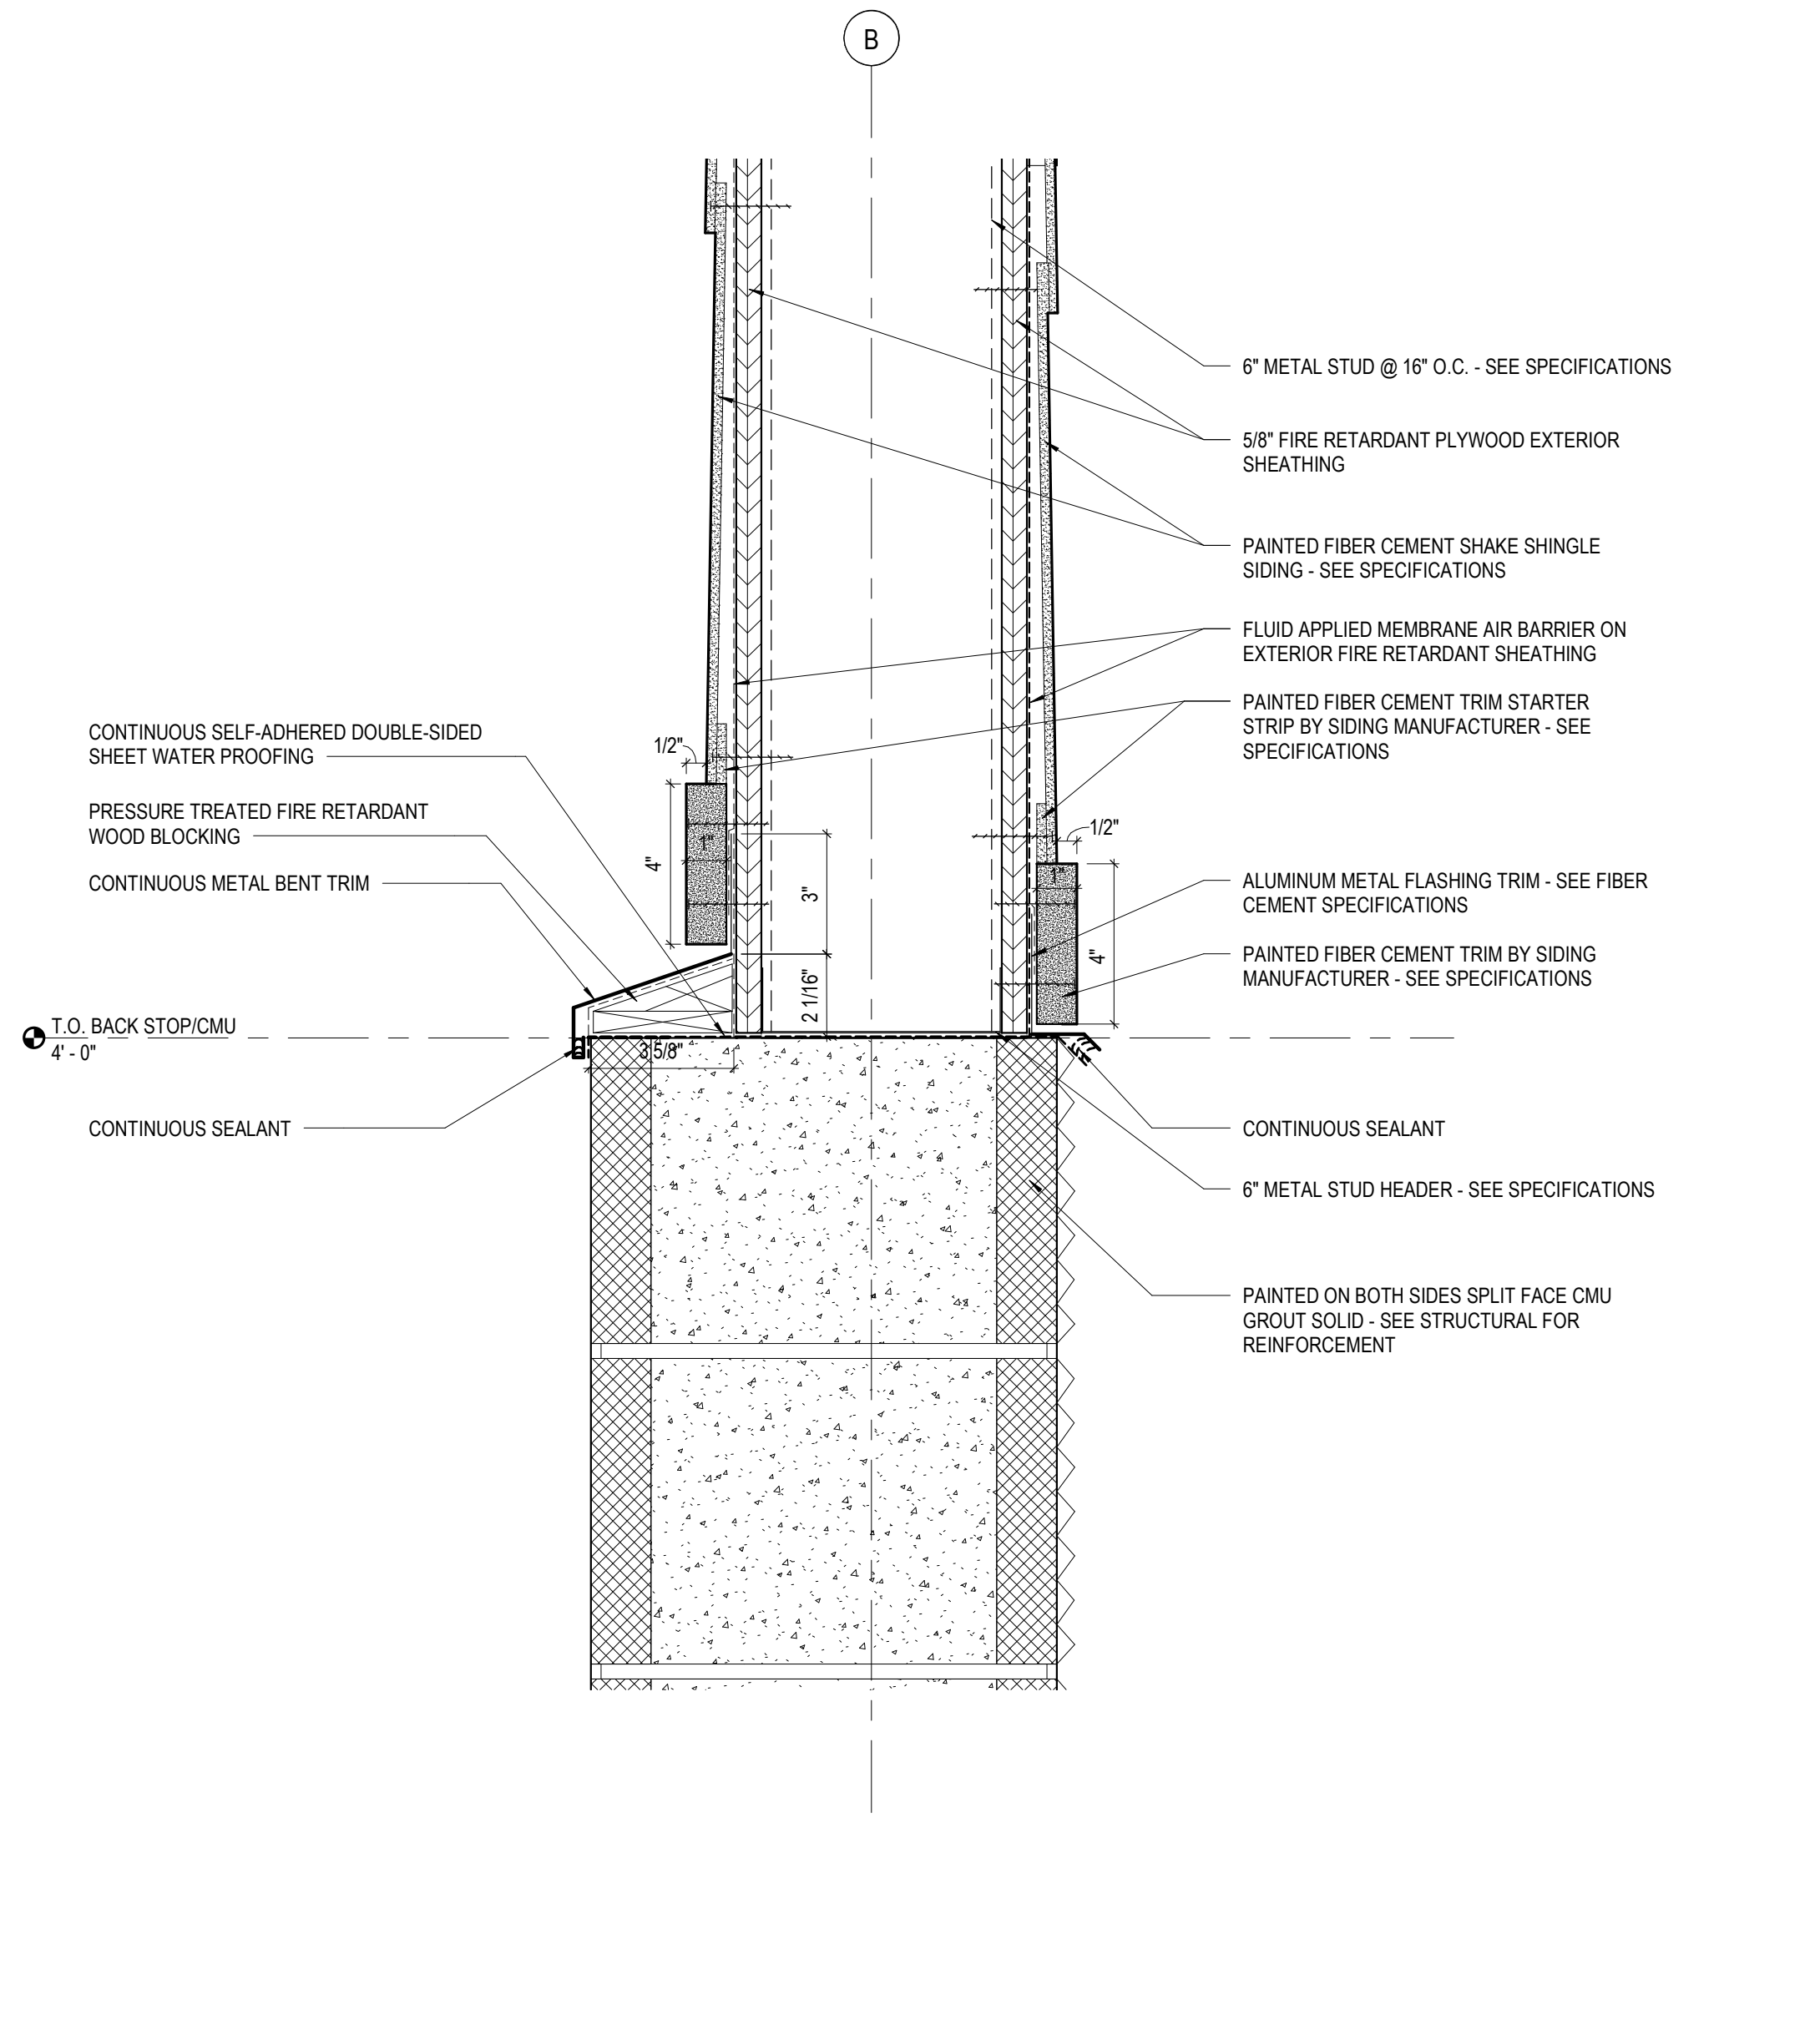 B
6" METAL STUD @ 16" O.C. - SEE SPECIFICATIONS
5/8" FIRE RETARDANT PLYWOOD EXTERIOR
SHEATHING
PAINTED FIBER CEMENT SHAKE SHINGLE
SIDING - SEE SPECIFICATIONS
FLUID APPLIED MEMBRANE AIR BARRIER ON
EXTERIOR FIRE RETARDANT SHEATHING
PAINTED FIBER CEMENT TRIM STARTER
STRIP BY SIDING MANUFACTURER - SEE
SPECIFICATIONS
CONTINUOUS SELF-ADHERED DOUBLE-SIDED
SHEET WATER PROOFING
PRESSURE TREATED FIRE RETARDANT
WOOD BLOCKING
CONTINUOUS METAL BENT TRIM
1/2"
4"
1"
3"
2 1/16"
3 5/8"
1/2"
1"
4"
ALUMINUM METAL FLASHING TRIM - SEE FIBER
CEMENT SPECIFICATIONS
PAINTED FIBER CEMENT TRIM BY SIDING
MANUFACTURER - SEE SPECIFICATIONS
T.O. BACK STOP/CMU
4' - 0"
CONTINUOUS SEALANT
CONTINUOUS SEALANT
6" METAL STUD HEADER - SEE SPECIFICATIONS
PAINTED ON BOTH SIDES SPLIT FACE CMU
GROUT SOLID - SEE STRUCTURAL FOR
REINFORCEMENT